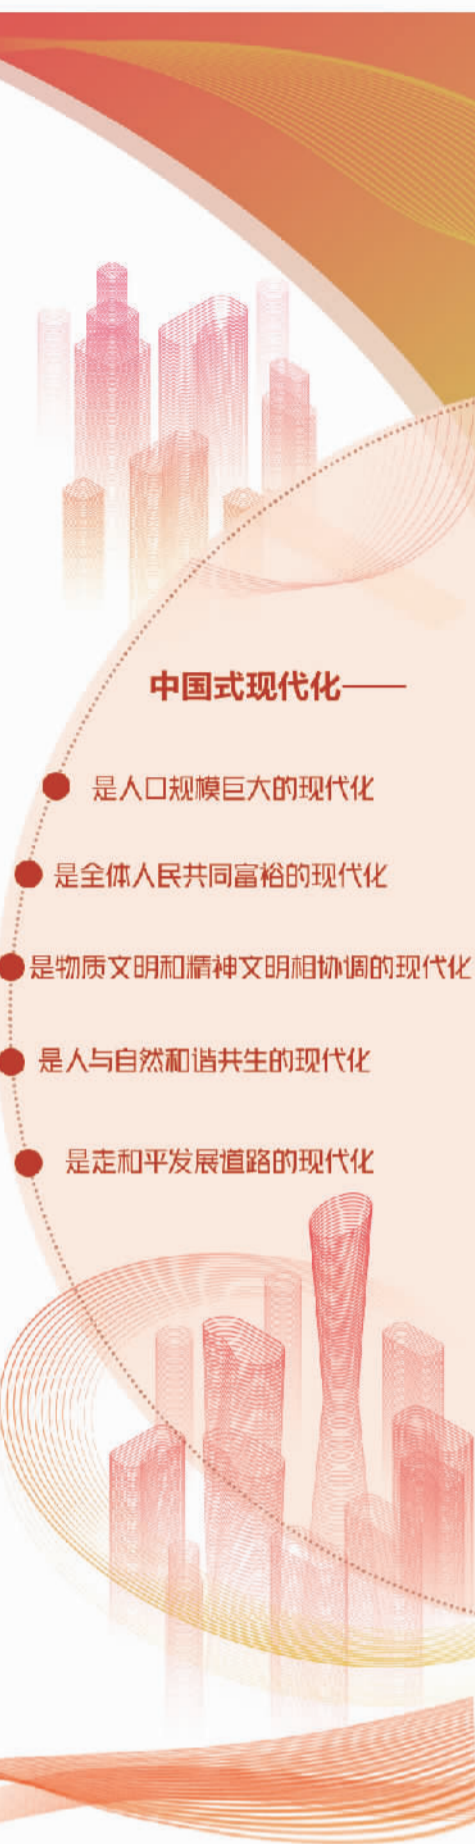 中国式现代化——
是人口规模巨大的现代化
是全体人民共同富裕的现代化
是物质文明和精神文明相协调的现代化
是人与自然和谐共生的现代化
是走和平发展道路的现代化